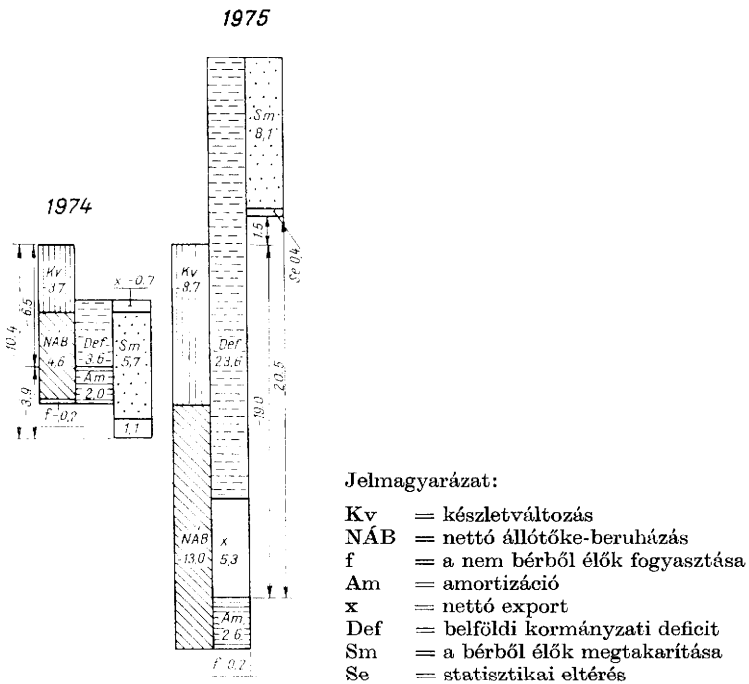 1975
1974
Sm
8,1
1,5
Se 0,4
Kv
-3,7
x -0,7
-6,5
10,4
NAB
4,6
Def
-3,6
Sm
5,7
Am
2,0
-3,9
f -0,2
1,1
Kv
-8,7
Def
23,6
-19,0
20,5
NAB
-13,0
x
5,3
Am
2,6
f 0,2
Jelmagyarázat:
Kv = készletváltozás
NÁB = nettó állótőke-beruházás
f = a nem bérből élők fogyasztása
Am = amortizáció
x = nettó export
Def = belföldi kormányzati deficit
Sm = a bérből élők megtakarítása
Se = statisztikai eltérés